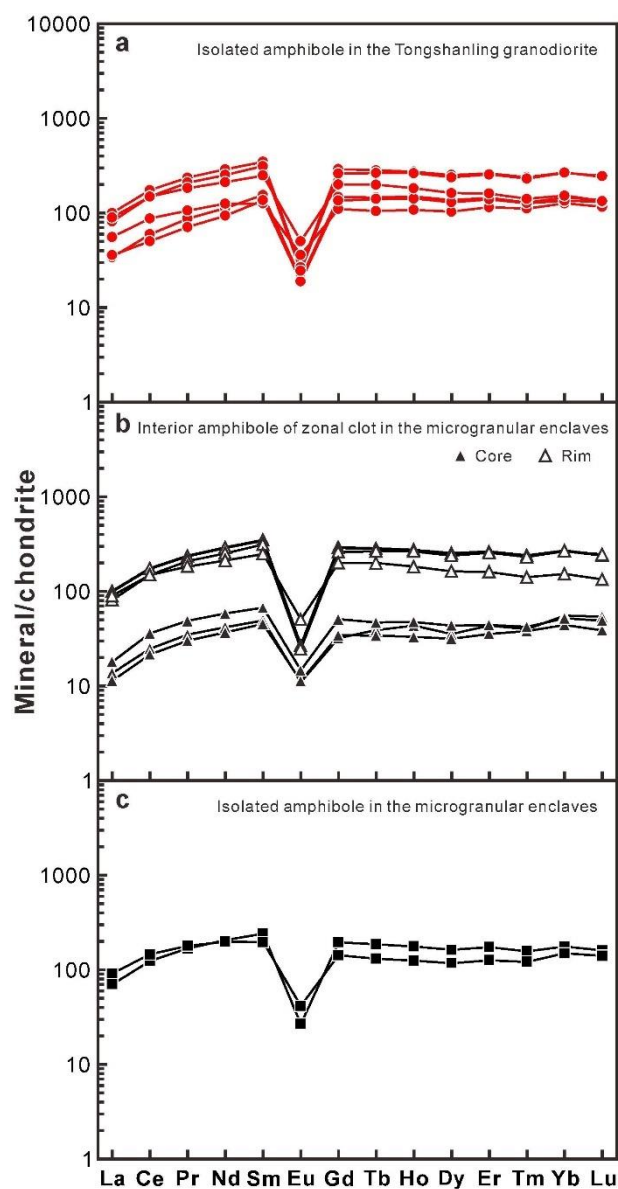 10000
a
Isolated amphibole in the Tongshanling granodiorite
1000
100
10
1
b
Interior amphibole of zonal clot in the microgranular enclaves
▲ Core △ Rim
1000
100
10
1
Mineral/chondrite
c
Isolated amphibole in the microgranular enclaves
1000
100
10
1
La Ce Pr Nd Sm Eu Gd Tb Ho Dy Er Tm Yb Lu